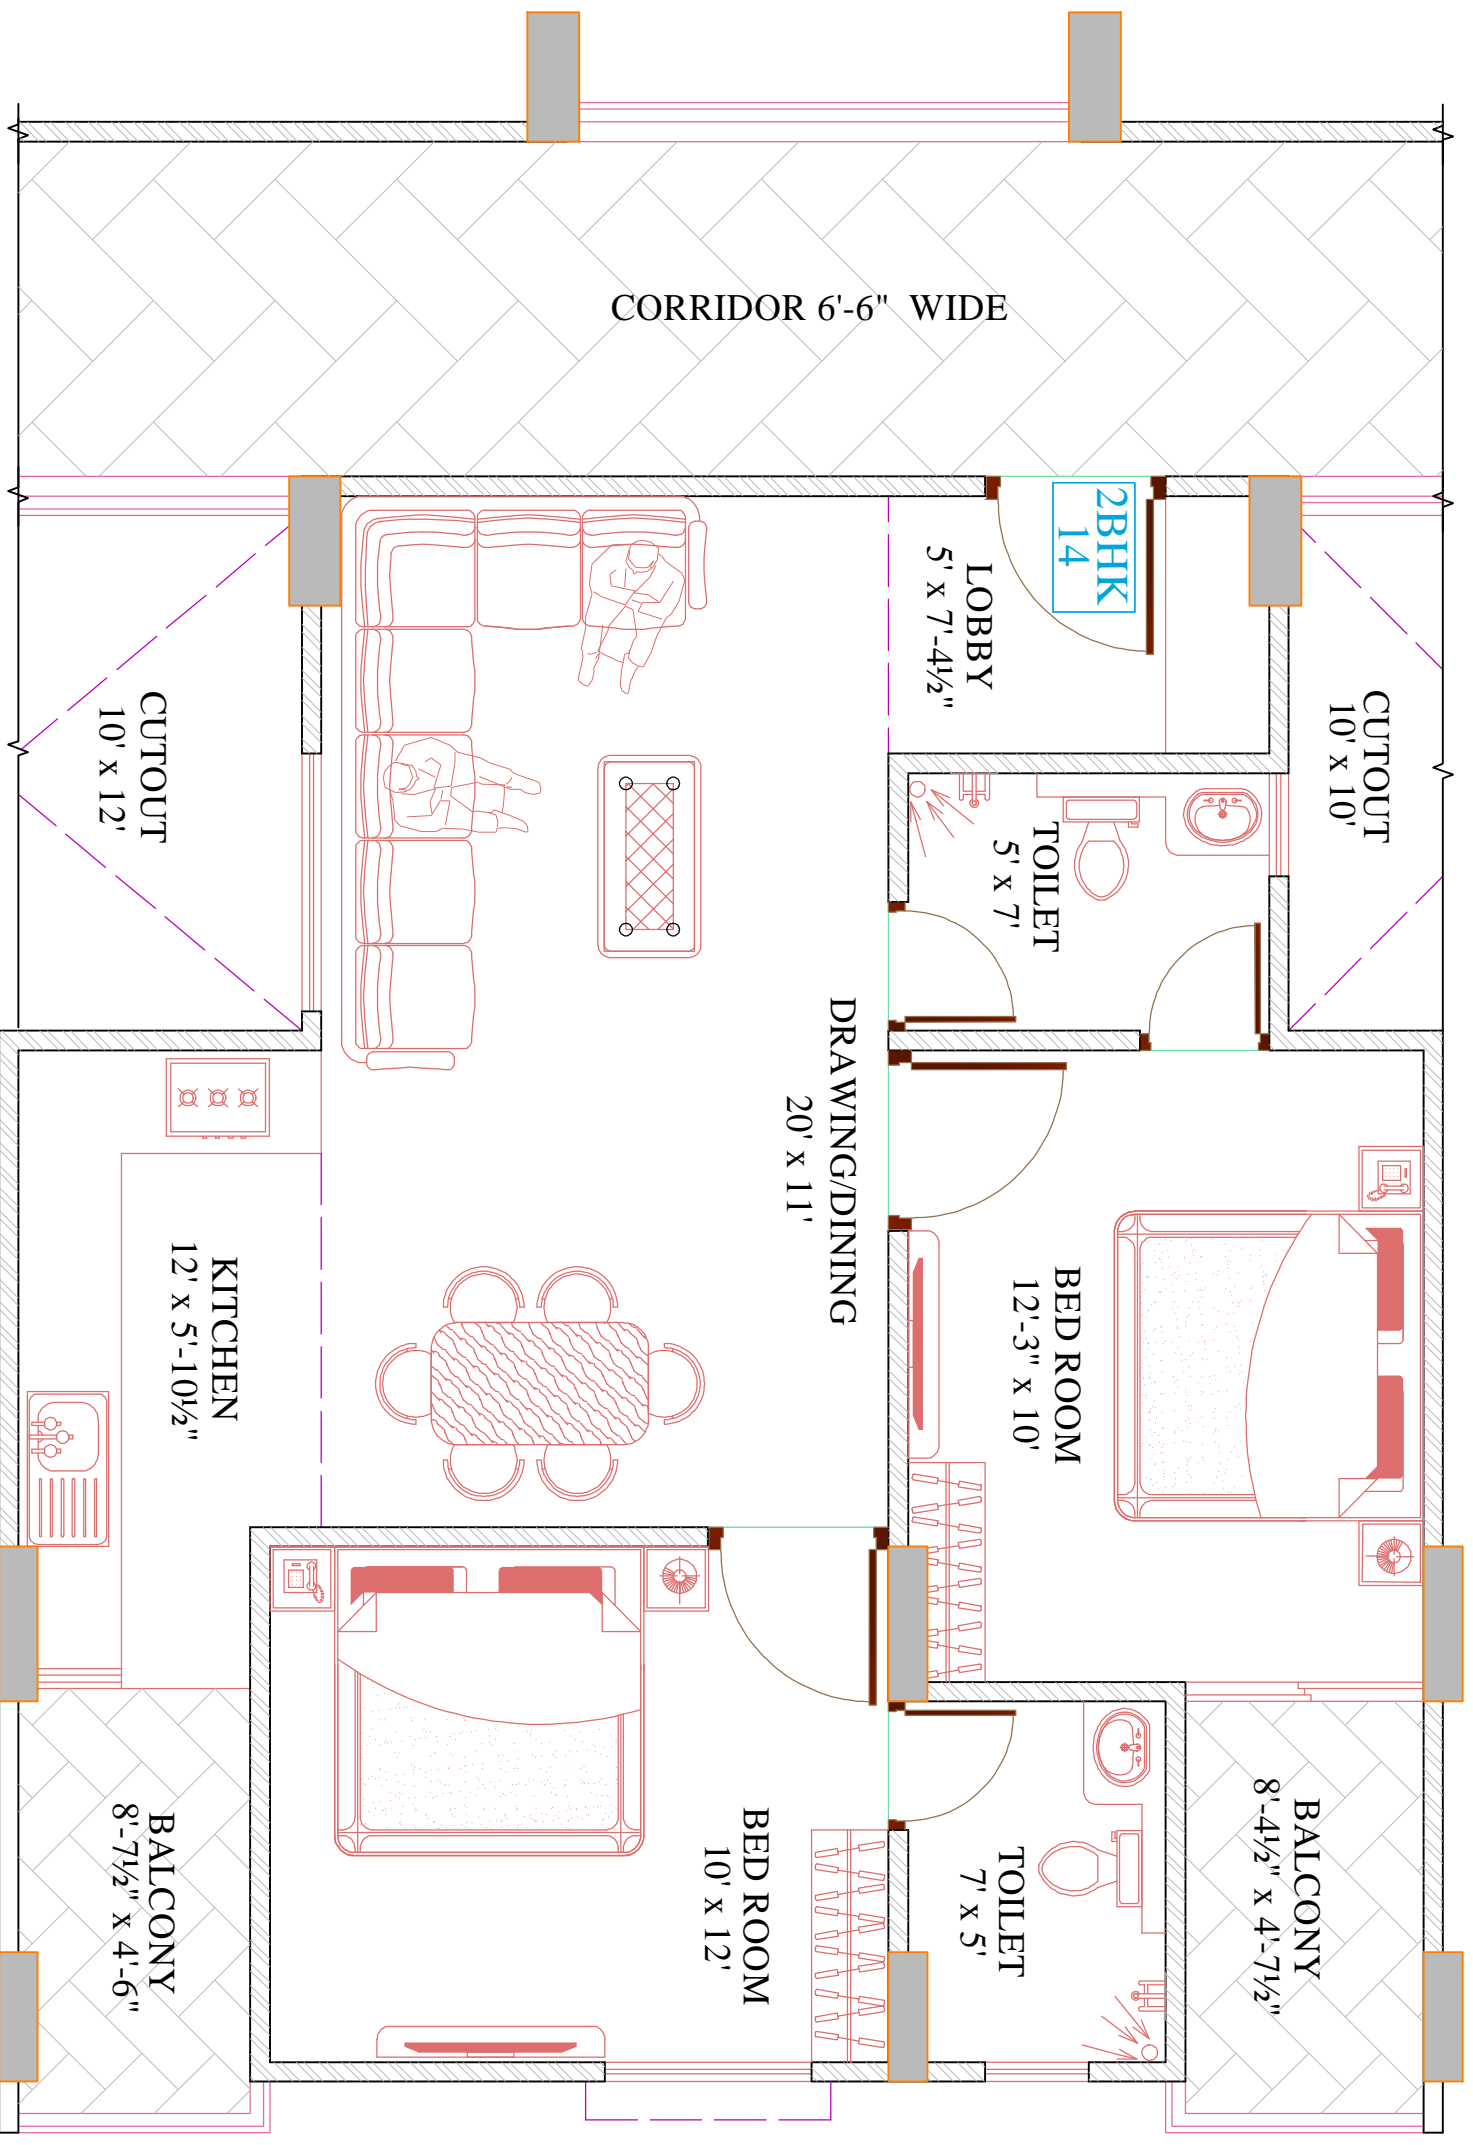 CORRIDOR 6'-6" WIDE
2BHK
14
LOBBY
5' x 7'-4½"
CUTOUT
10' x 10'
CUTOUT
10' x 12'
TOILET
5' x 7'
DRAWING/DINING
20' x 11'
BED ROOM
12'-3" x 10'
KITCHEN
12' x 5'-10½"
BALCONY
8'-4½" x 4'-7½"
TOILET
7' x 5'
BED ROOM
10' x 12'
BALCONY
8'-7½" x 4'-6"